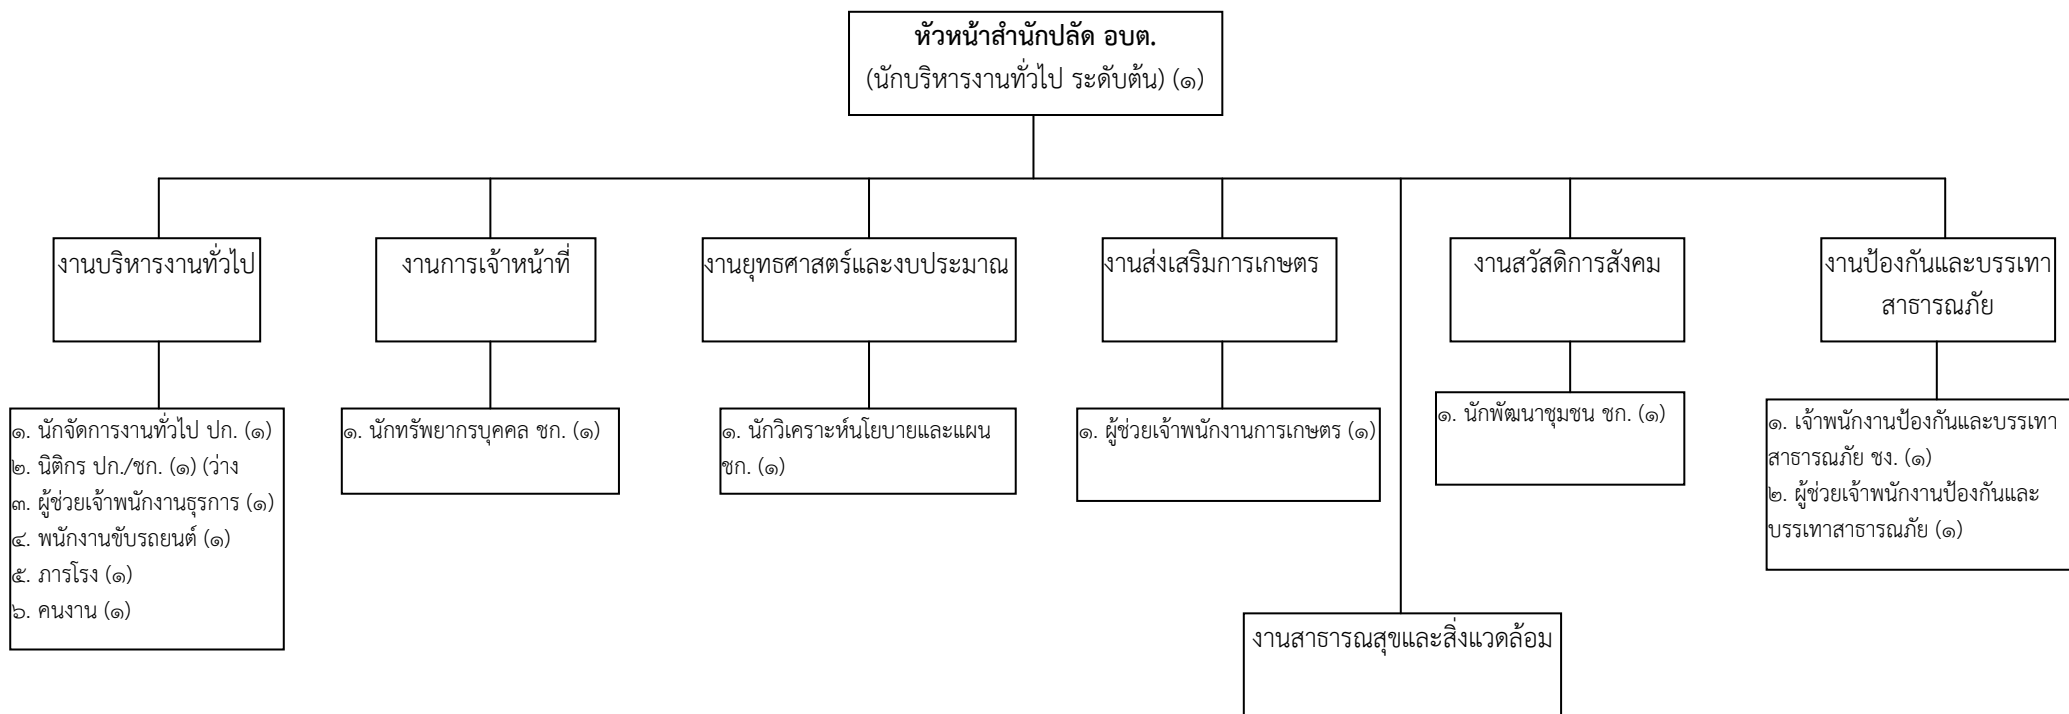 หัวหน้าสำนักปลัด อบต.
(นักบริหารงานทั่วไป ระดับต้น) (๑)
งานบริหารงานทั่วไป
งานการเจ้าหน้าที่
งานยุทธศาสตร์และงบประมาณ
งานส่งเสริมการเกษตร
งานสวัสดิการสังคม
งานป้องกันและบรรเทา
สาธารณภัย
๑. นักจัดการงานทั่วไป ปก. (๑)
๒. นิติกร ปก./ชก. (๑) (ว่าง
๓. ผู้ช่วยเจ้าพนักงานธุรการ (๑)
๔. พนักงานขับรถยนต์ (๑)
๕. ภารโรง (๑)
๖. คนงาน (๑)
๑. นักทรัพยากรบุคคล ชก. (๑)
๑. นักวิเคราะห์นโยบายและแผน
ชก. (๑)
๑. ผู้ช่วยเจ้าพนักงานการเกษตร (๑)
๑. นักพัฒนาชุมชน ชก. (๑)
๑. เจ้าพนักงานป้องกันและบรรเทา
สาธารณภัย ชง. (๑)
๒. ผู้ช่วยเจ้าพนักงานป้องกันและ
บรรเทาสาธารณภัย (๑)
งานสาธารณสุขและสิ่งแวดล้อม